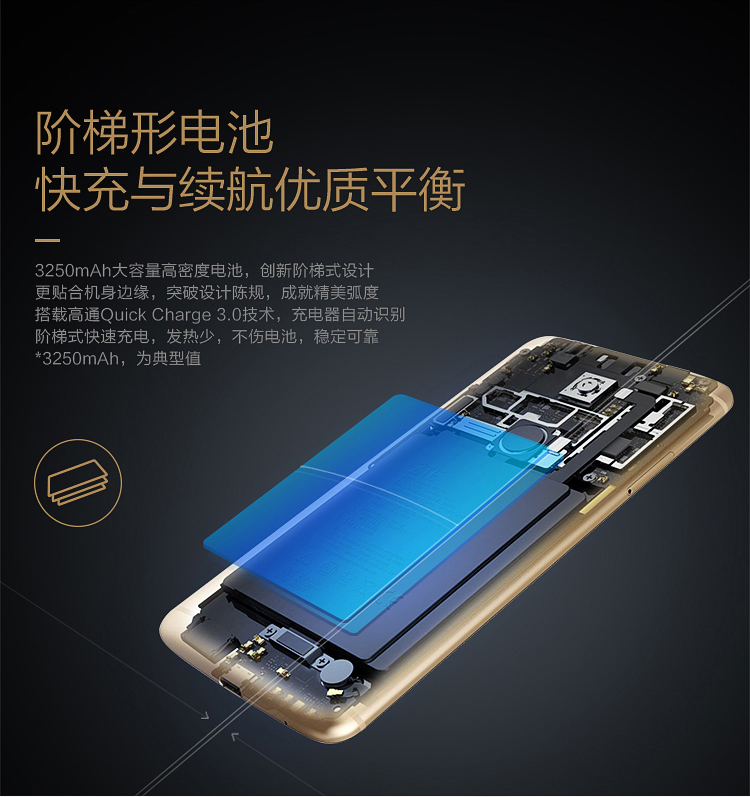 阶梯形电池
快充与续航优质平衡
3250mAh大容量高密度电池，创新阶梯式设计
更贴合机身边缘，突破设计陈规，成就精美弧度
搭载高通Quick Charge 3.0技术，充电器自动识别
阶梯式快速充电，发热少，不伤电池，稳定可靠
*3250mAh，为典型值